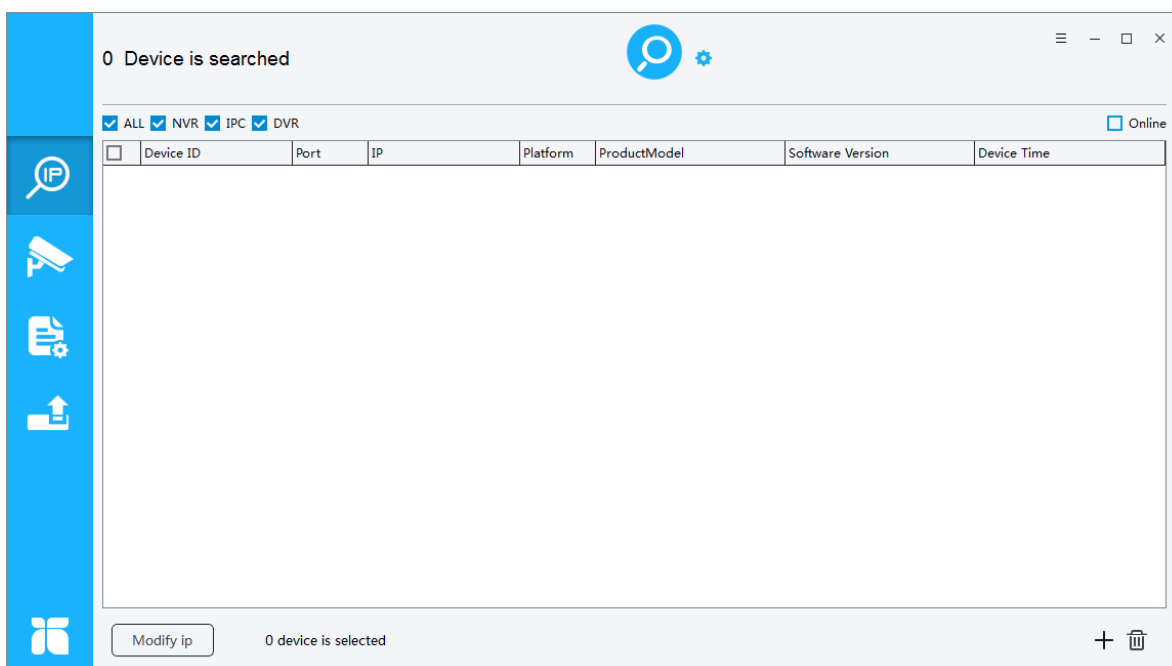 0 Device is searched
ALL NVR IPC DVR Online
Device ID Port IP Platform ProductModel Software Version Device Time
IP
Modify ip 0 device is selected